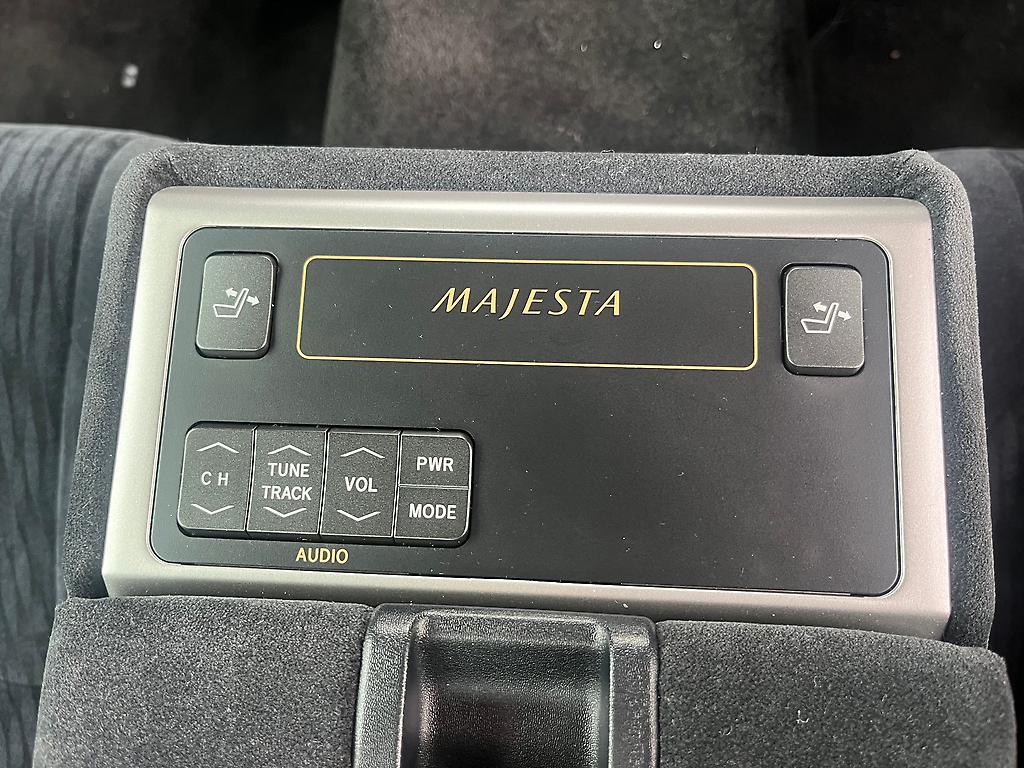 MAJESTA
CH
TUNE
TRACK
VOL
PWR
MODE
AUDIO